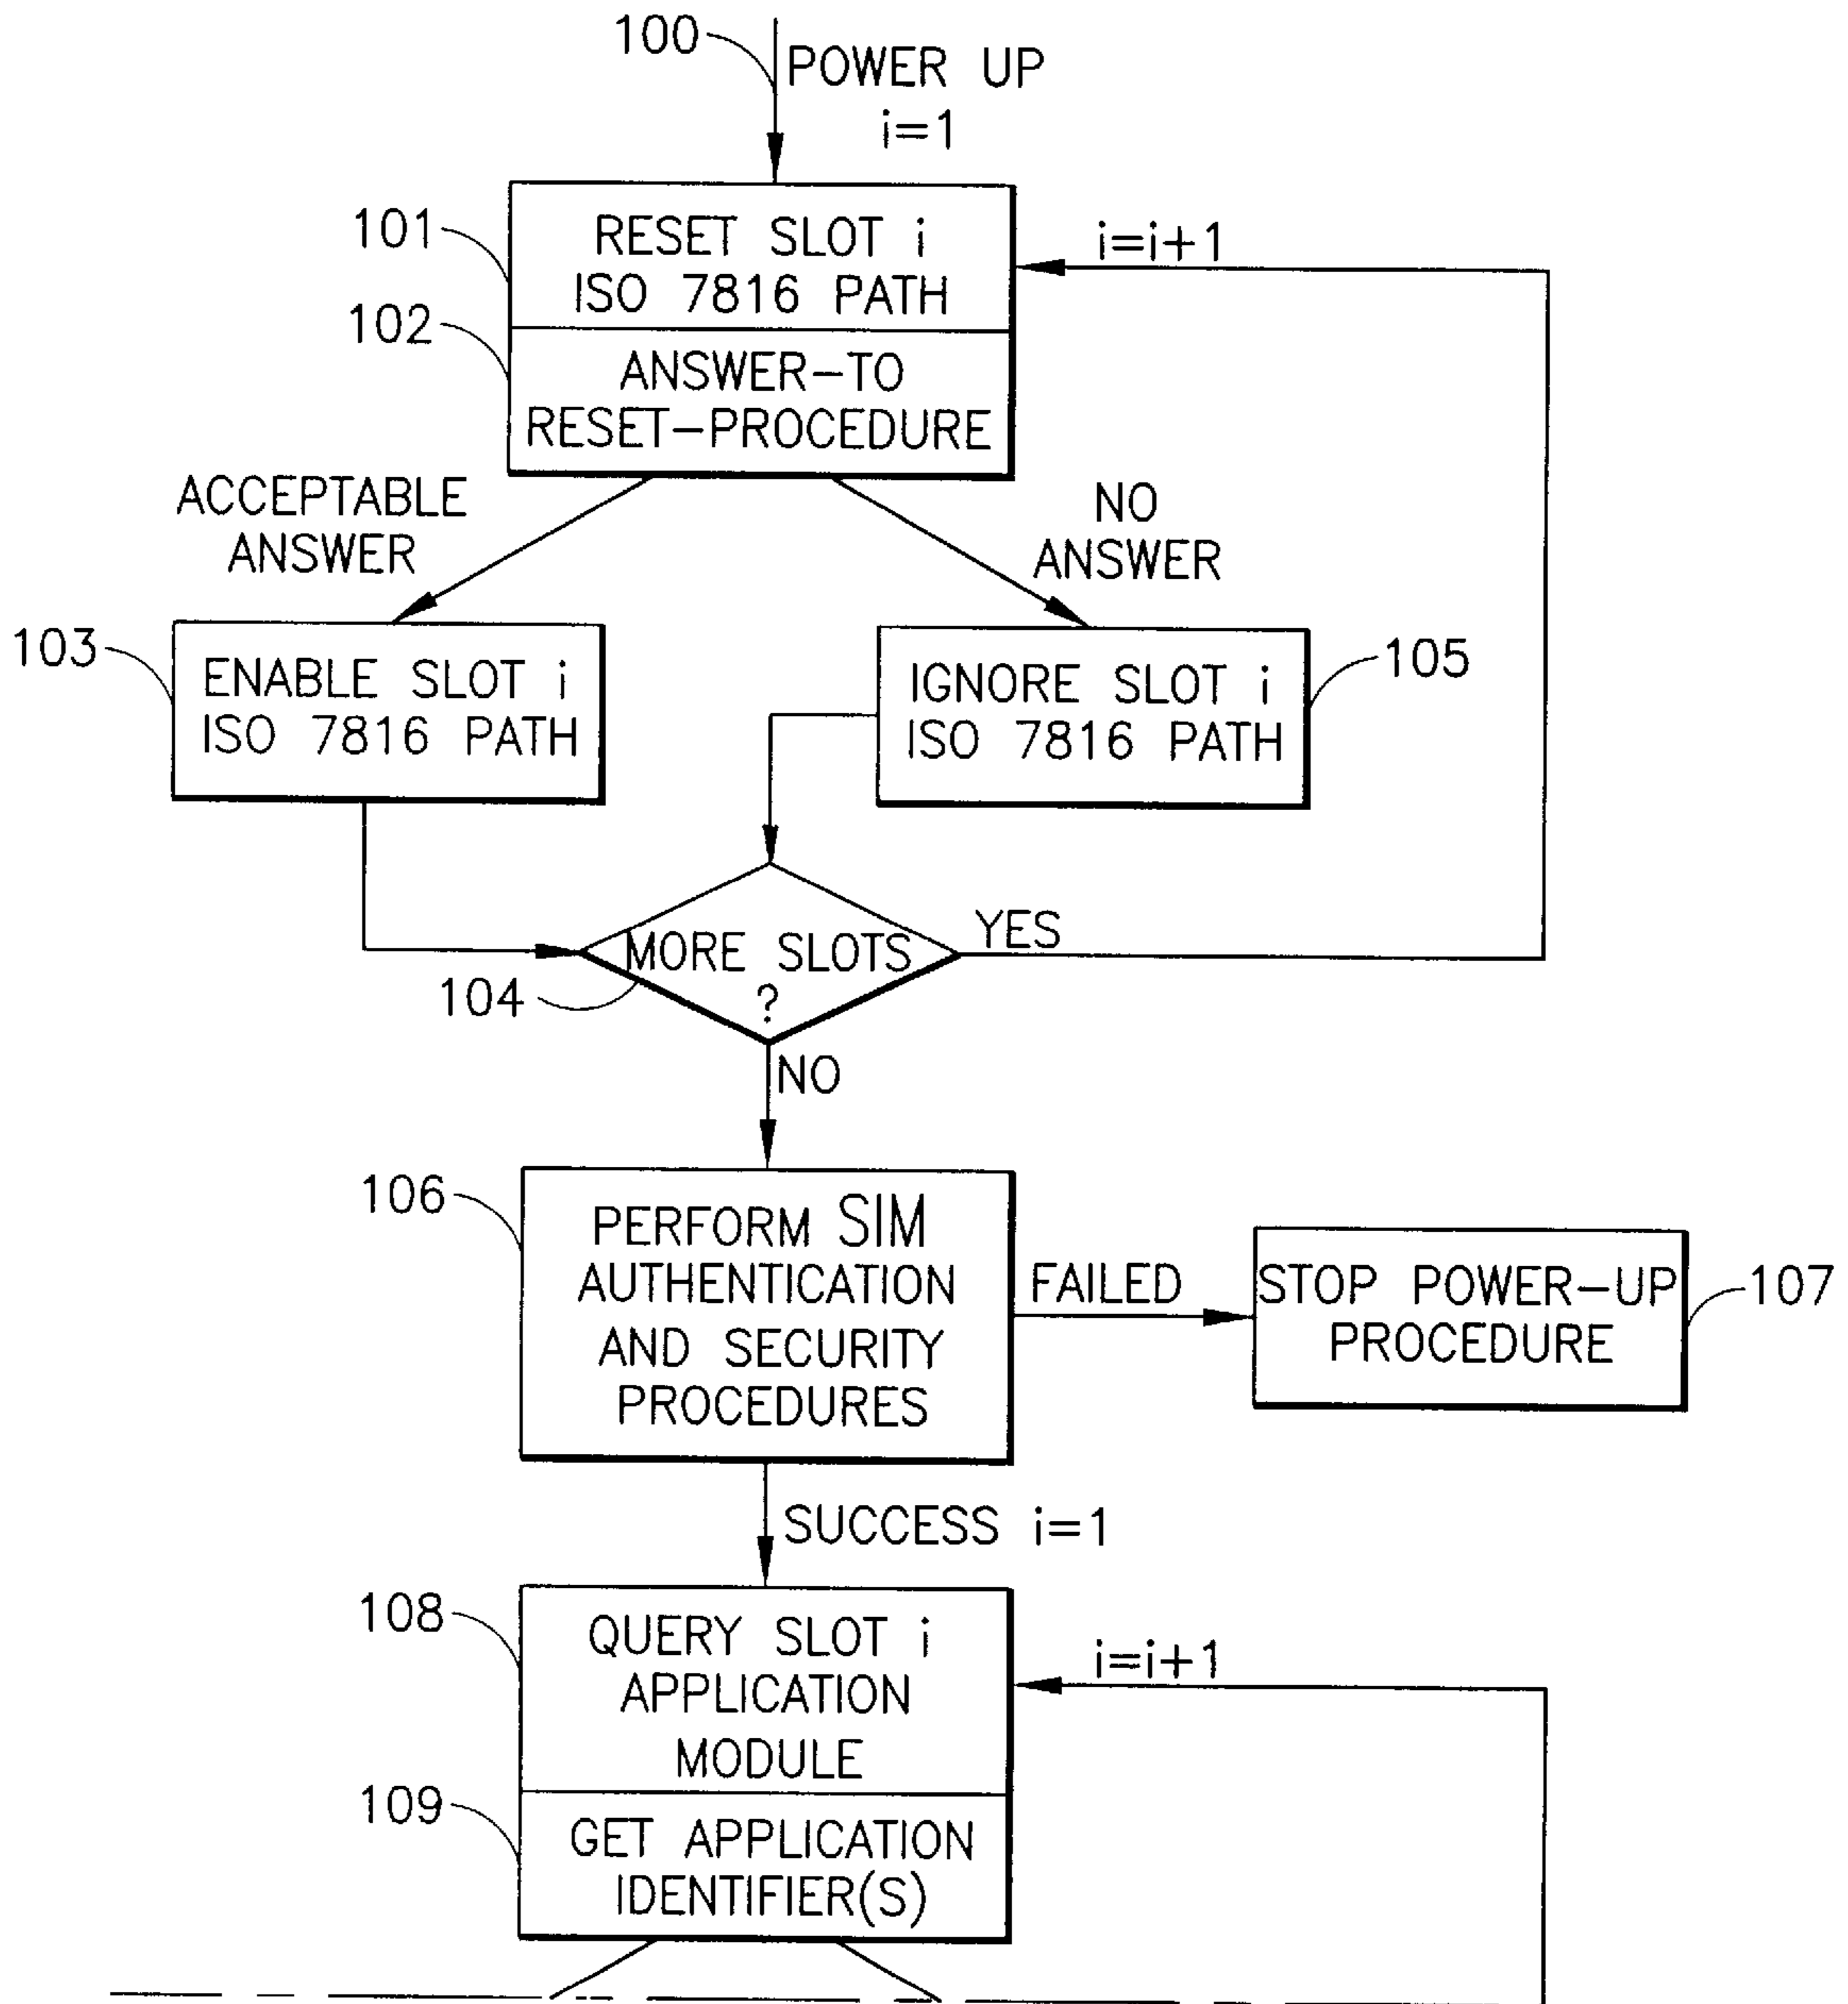 100
POWER UP
i=1
101
RESET SLOT i
ISO 7816 PATH
i=i+1
102
ANSWER-TO
RESET-PROCEDURE
ACCEPTABLE
ANSWER
NO
ANSWER
103
ENABLE SLOT i
ISO 7816 PATH
IGNORE SLOT i
ISO 7816 PATH
105
MORE SLOTS
?
YES
104
NO
106
PERFORM SIM
AUTHENTICATION
AND SECURITY
PROCEDURES
FAILED
STOP POWER-UP
PROCEDURE
107
SUCCESS i=1
108
QUERY SLOT i
APPLICATION
MODULE
i=i+1
109
GET APPLICATION
IDENTIFIER(S)